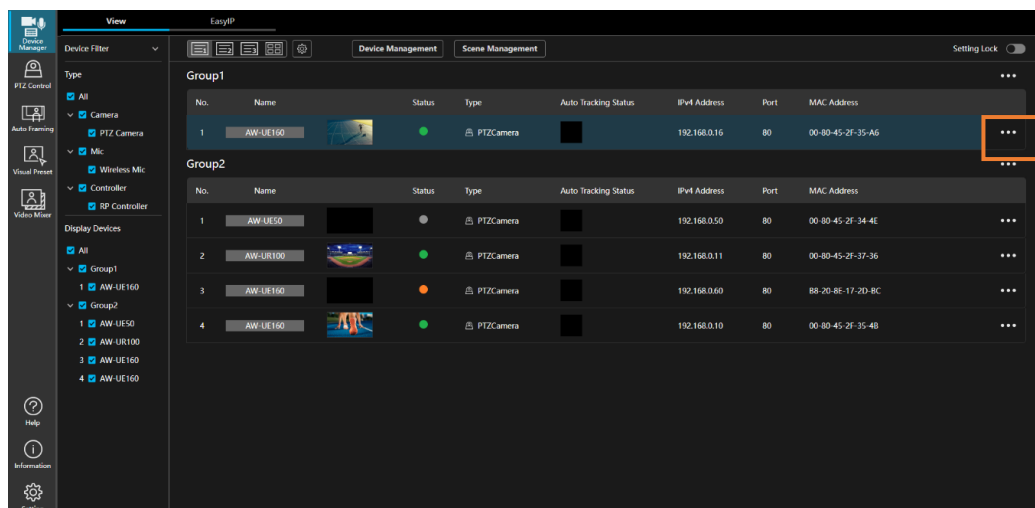 View EasyIP
Device Manager
PTZ Control
Auto Framing
Visual Preset
Video Mixer
Help
Information
Device Filter
Type
All
Camera
PTZ Camera
Mic
Wireless Mic
Controller
RP Controller
Display Devices
All
Group1
1 AW-UE160
Group2
1 AW-UE50
2 AW-UR100
3 AW-UE160
4 AW-UE160
1 2 3 Device Management Scene Management Setting Lock
Group1
No. Name Status Type Auto Tracking Status IPv4 Address Port MAC Address
1 AW-UE160 PTZCamera 192.168.0.16 80 00-80-45-2F-35-A6
Group2
No. Name Status Type Auto Tracking Status IPv4 Address Port MAC Address
1 AW-UE50 PTZCamera 192.168.0.50 80 00-80-45-2F-34-4E
2 AW-UR100 PTZCamera 192.168.0.11 80 00-80-45-2F-37-36
3 AW-UE160 PTZCamera 192.168.0.60 80 B8-20-8E-17-2D-BC
4 AW-UE160 PTZCamera 192.168.0.10 80 00-80-45-2F-35-4B